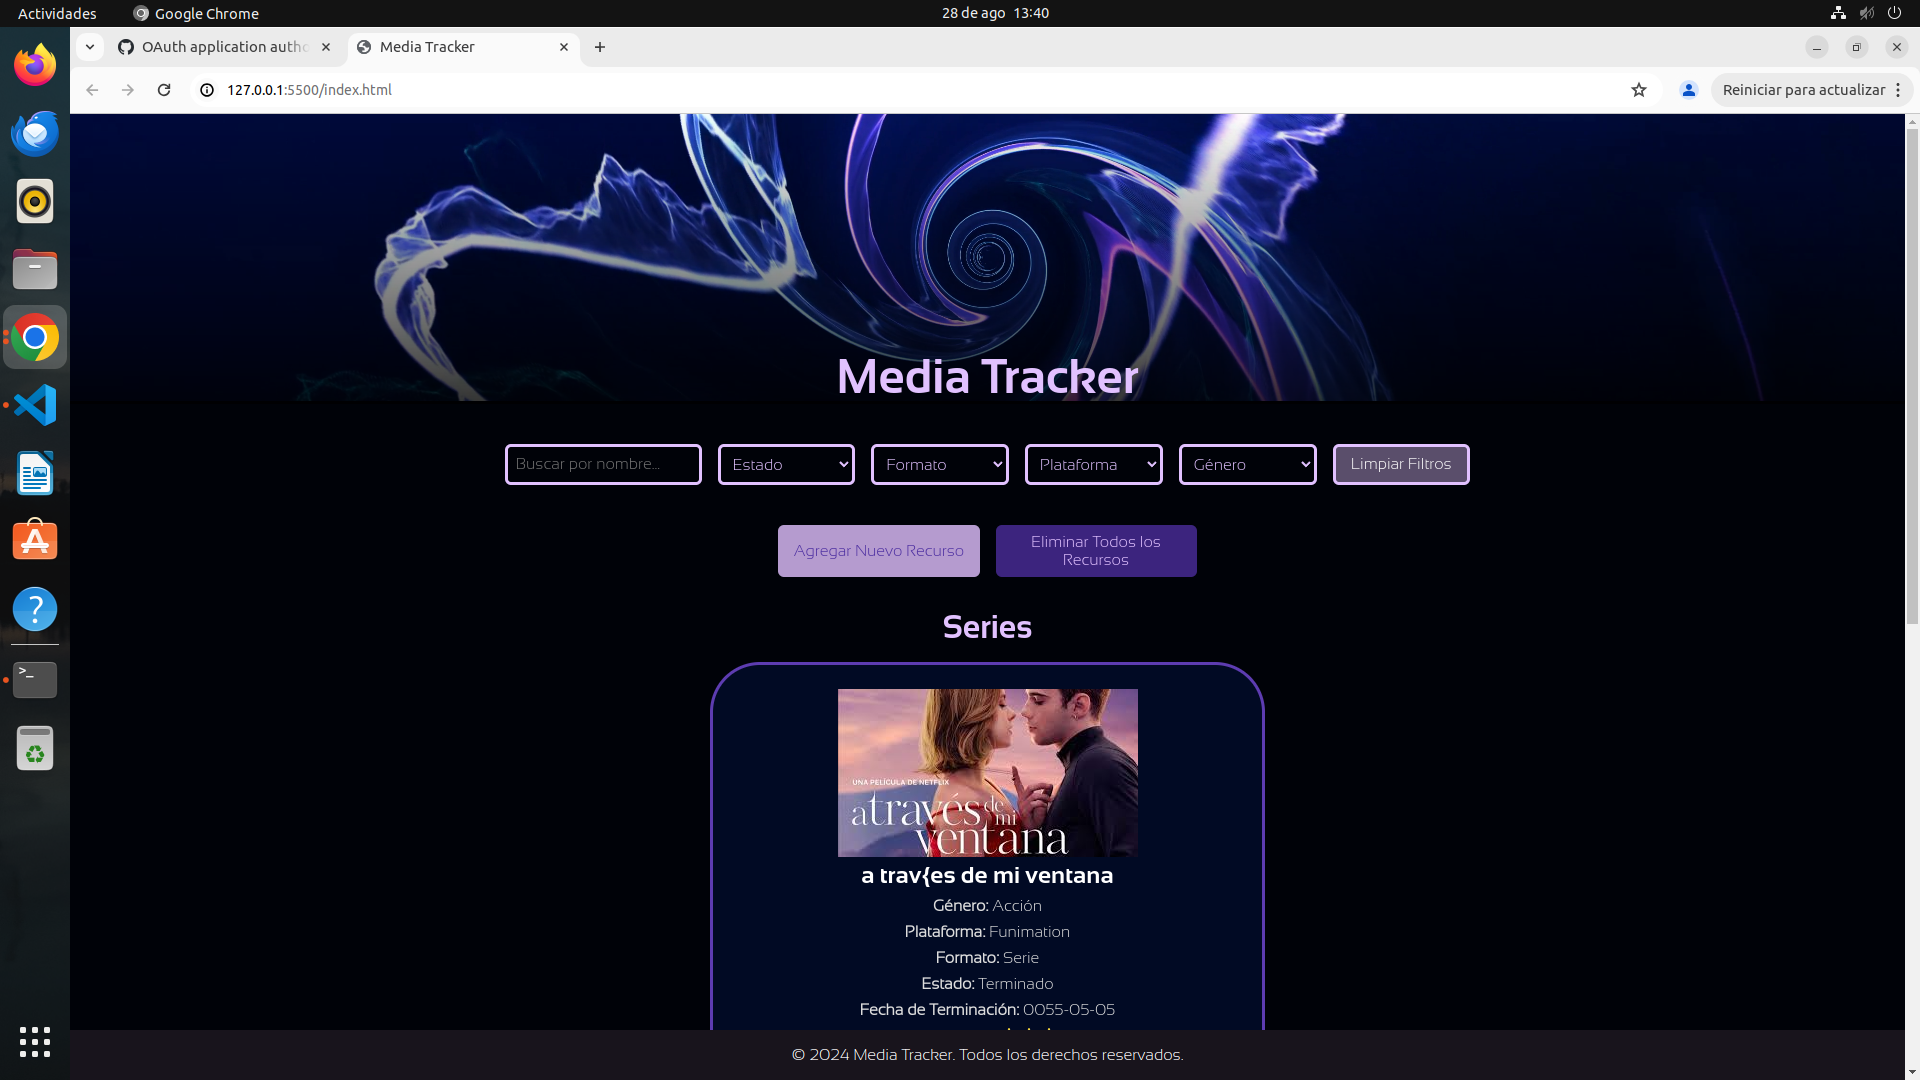 Actividades
Google Chrome
28 de ago 13:40
OAuth application autho
Media Tracker
127.0.0.1:5500/index.html
Reiniciar para actualizar
Media Tracker
Buscar por nombre...
Estado
Formato
Plataforma
Género
Limpiar Filtros
Agregar Nuevo Recurso
Eliminar Todos los
Recursos
Series
UNA PELÍCULA DE NETFLIX
a través de mi
ventana
a trav{es de mi ventana
Género: Acción
Plataforma: Funimation
Formato: Serie
Estado: Terminado
Fecha de Terminación: 0055-05-05
© 2024 Media Tracker. Todos los derechos reservados.